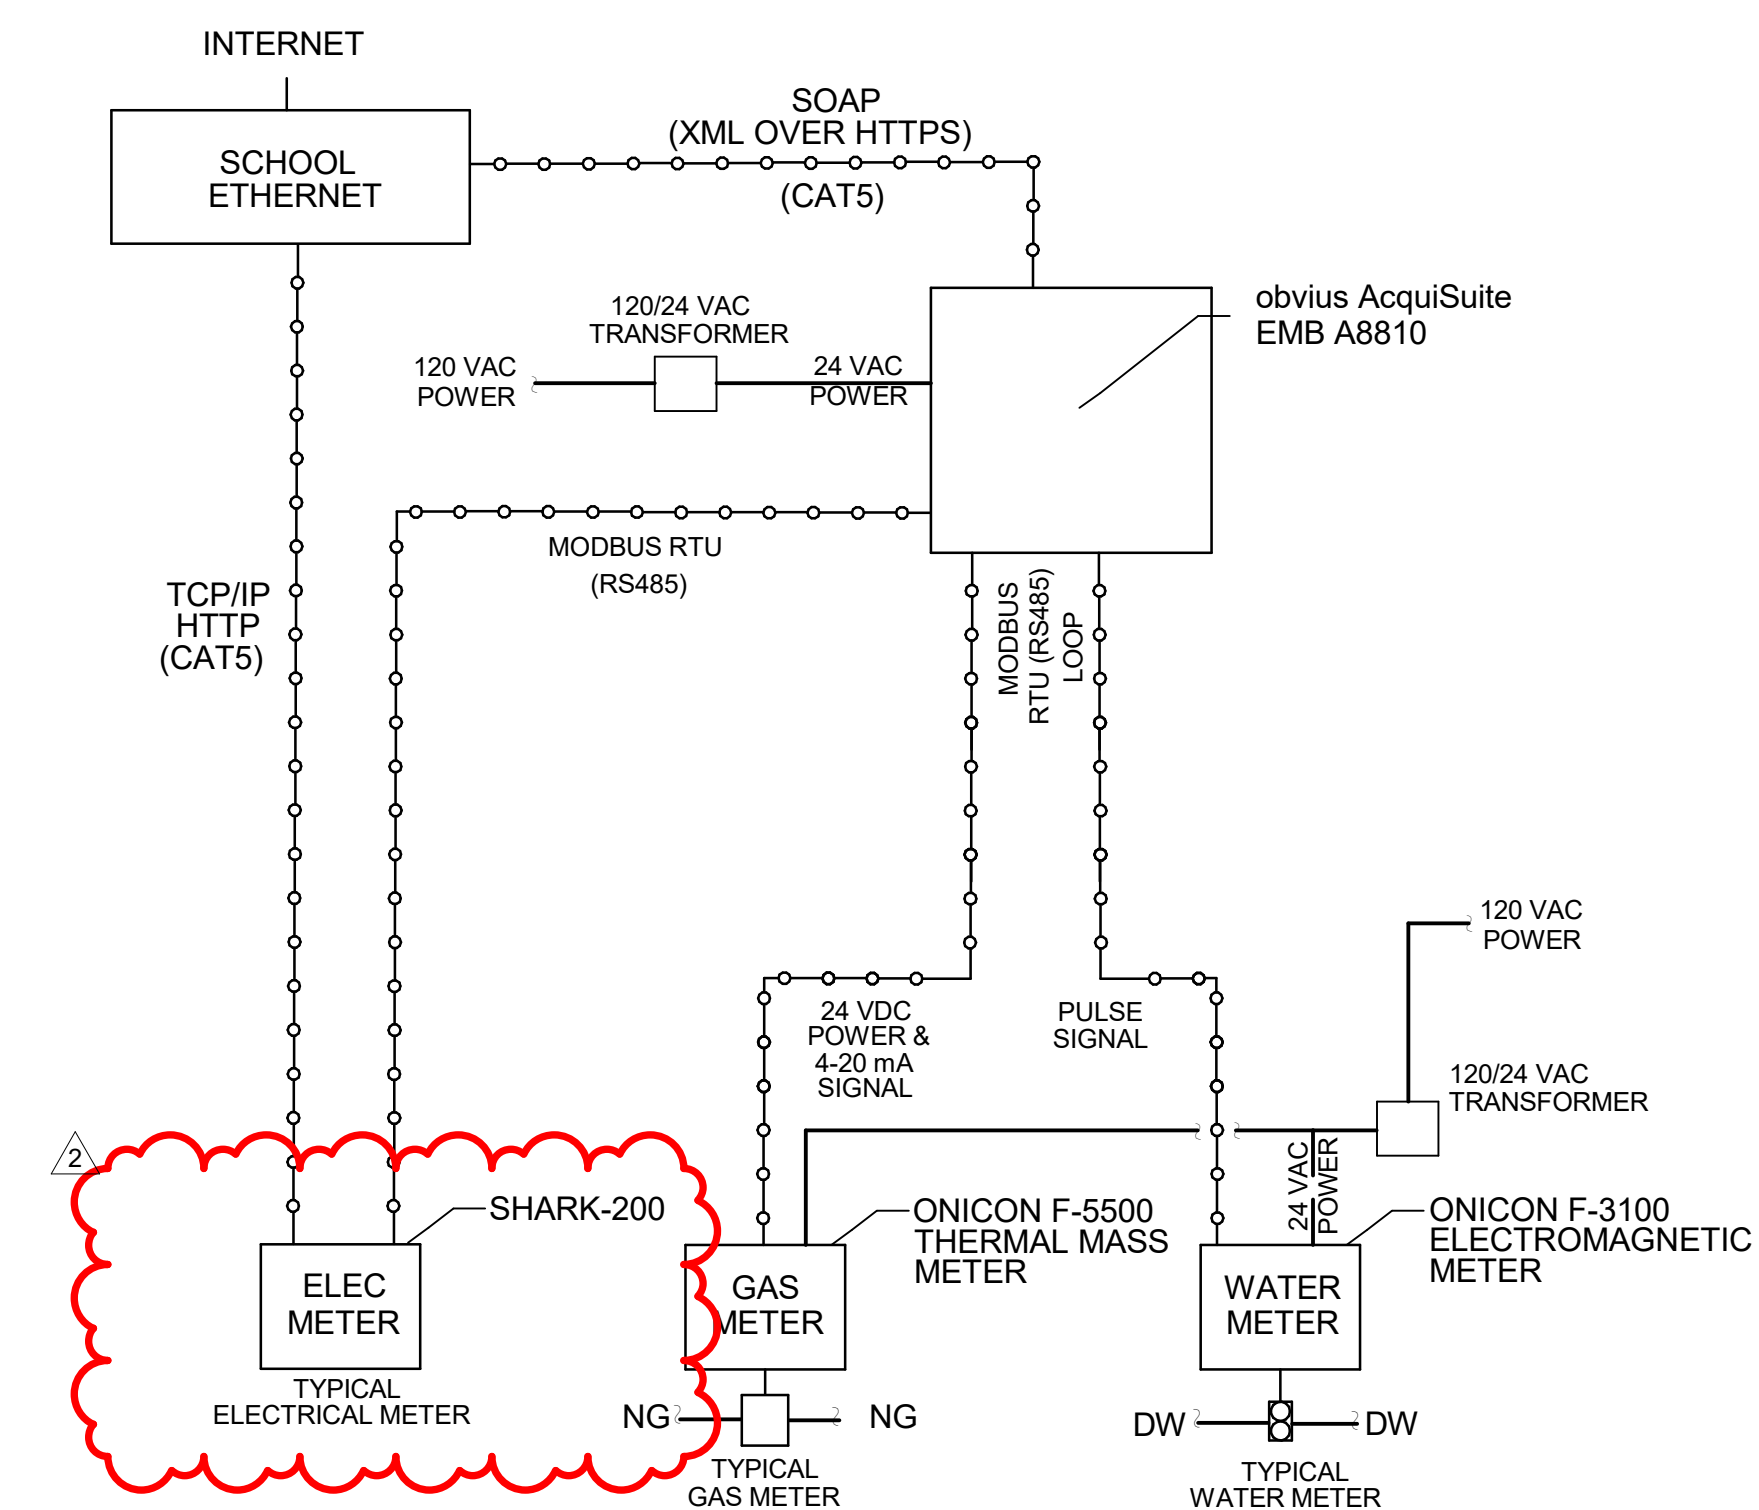 INTERNET
SCHOOL
ETHERNET
SOAP
(XML OVER HTTPS)
(CAT5)
120/24 VAC
TRANSFORMER
120 VAC
POWER
24 VAC
POWER
obvius AcquiSuite
EMB A8810
MODBUS RTU
(RS485)
TCP/IP
HTTP
(CAT5)
MODBUS
RTU (RS485)
LOOP
120 VAC
POWER
24 VDC
POWER &
4-20 mA
SIGNAL
PULSE
SIGNAL
120/24 VAC
TRANSFORMER
24 VAC
POWER
2
SHARK-200
ELEC
METER
TYPICAL
ELECTRICAL METER
ONICON F-5500
THERMAL MASS
METER
GAS
METER
NG
NG
TYPICAL
GAS METER
ONICON F-3100
ELECTROMAGNETIC
METER
WATER
METER
DW
DW
TYPICAL
WATER METER